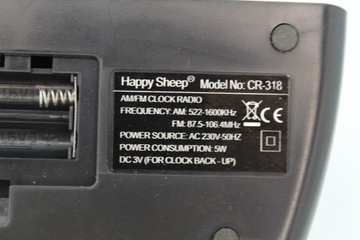 Happy Sheep® Model No: CR-318
AM/FM CLOCK RADIO
FREQUENCY: AM: 522-1600KHz
FM: 87.5-106.4MHz
POWER SOURCE: AC 230V-50HZ
POWER CONSUMPTION: 5W
DC 3V (FOR CLOCK BACK - UP)
CE